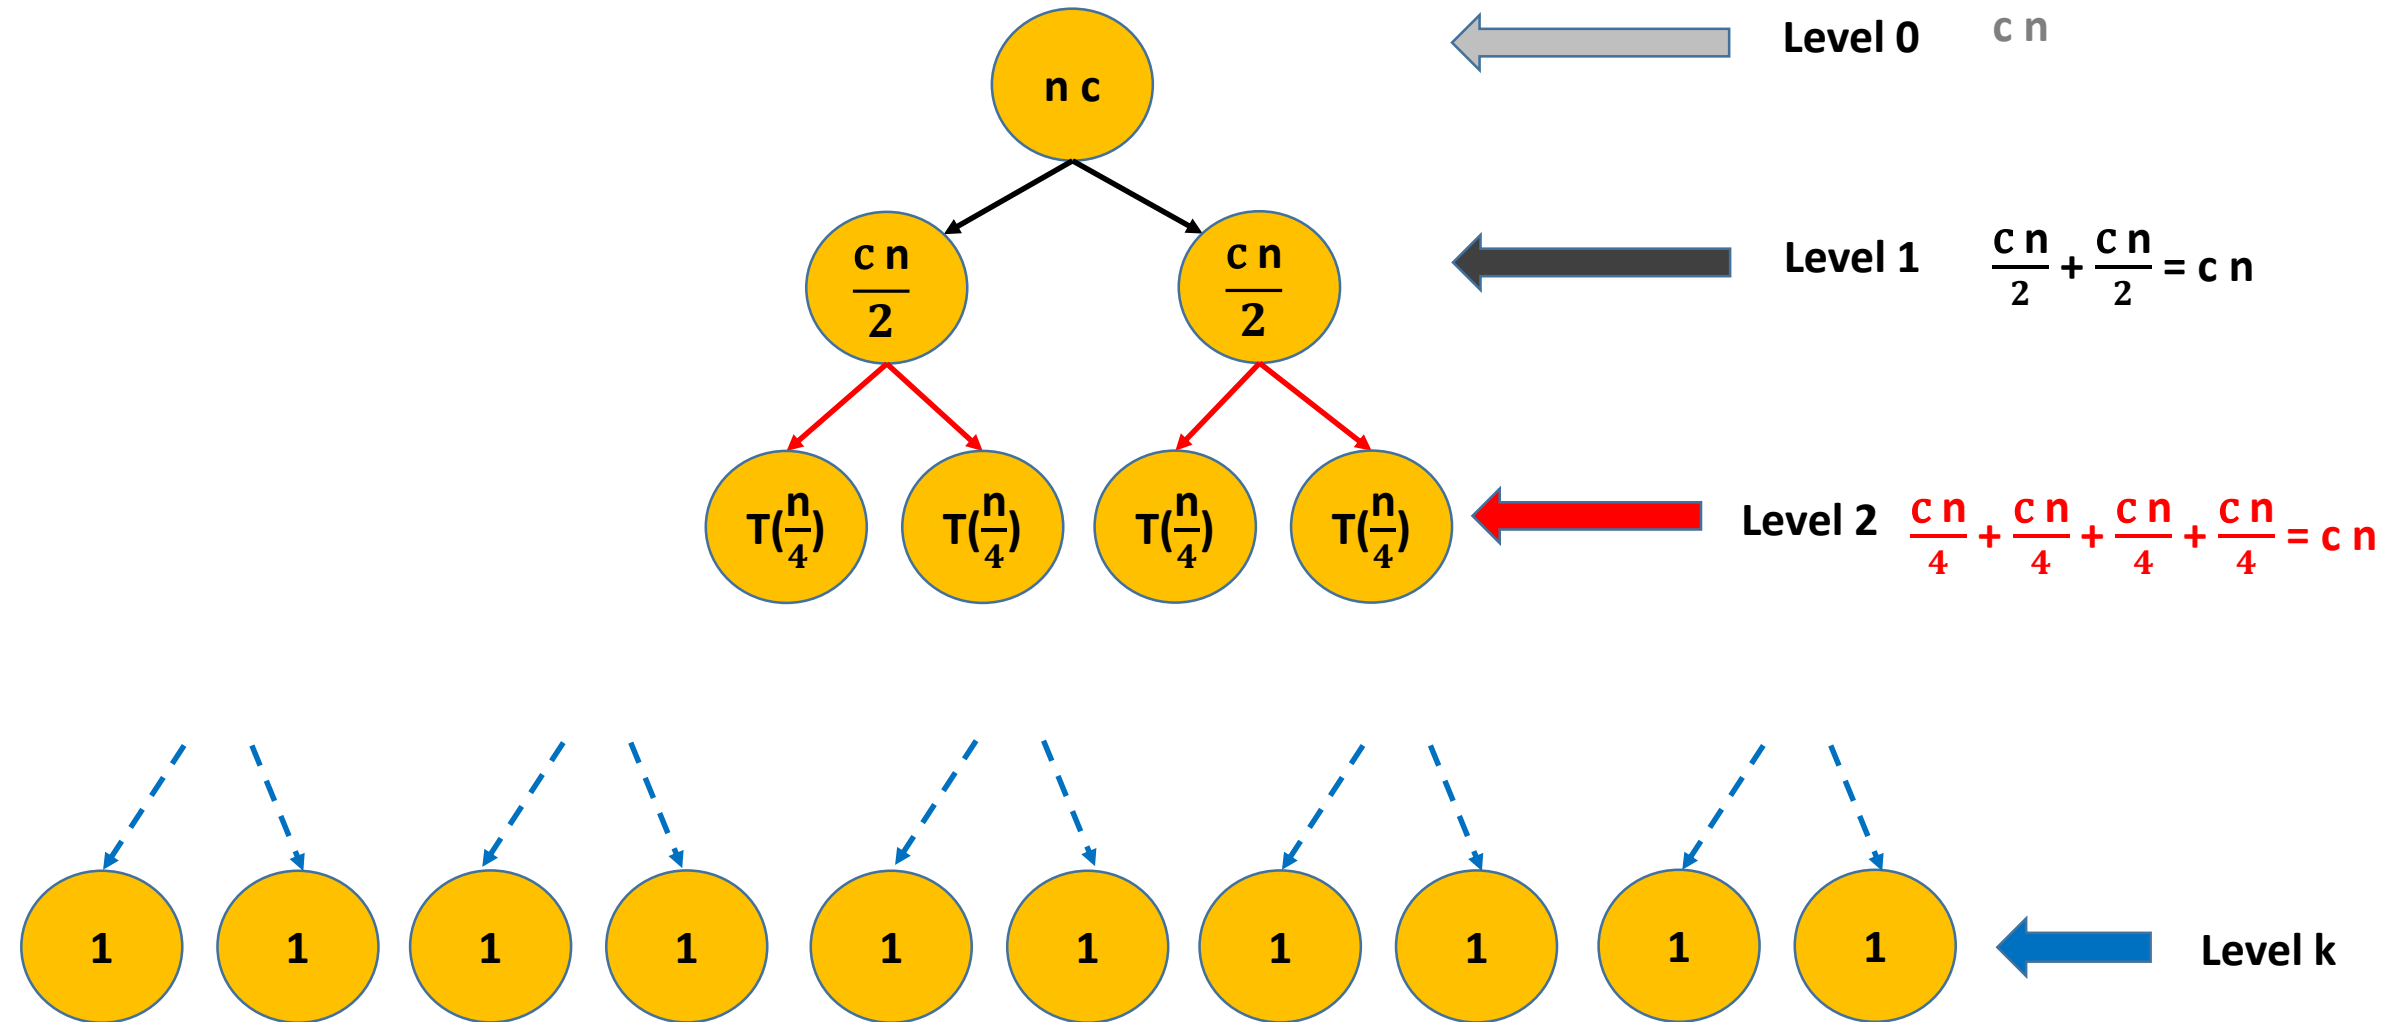 n c
Level 0 c n
c n / 2 c n / 2
Level 1 c n / 2 + c n / 2 = c n
T(n/4) T(n/4) T(n/4) T(n/4)
Level 2 c n / 4 + c n / 4 + c n / 4 + c n / 4 = c n
1 1 1 1 1 1 1 1 1 1
Level k